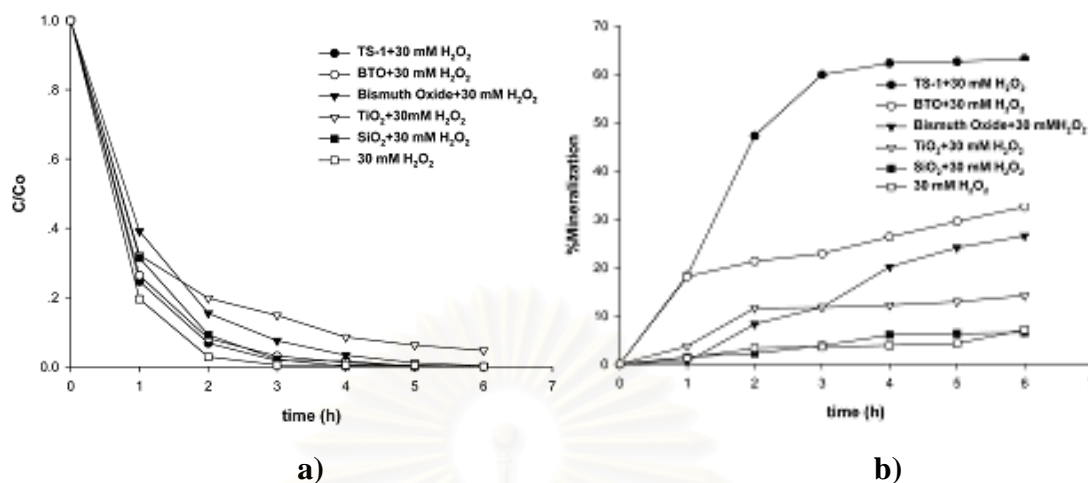 1.0
.8
.6
.4
.2
0.0
C/Co
TS-1+30 mM H₂O₂
BTO+30 mM H₂O₂
Bismuth Oxide+30 mM H₂O₂
TiO₂+30mM H₂O₂
SiO₂+30 mM H₂O₂
30 mM H₂O₂
0 1 2 3 4 5 6 7
time (h)
a)
70
60
50
40
30
20
10
0
%Mineralization
TS-1+30 mM H₂O₂
BTO+30 mM H₂O₂
Bismuth Oxide+30 mMH₂O₂
TiO₂+30 mM H₂O₂
SiO₂+30 mM H₂O₂
30 mM H₂O₂
0 1 2 3 4 5 6
time (h)
b)